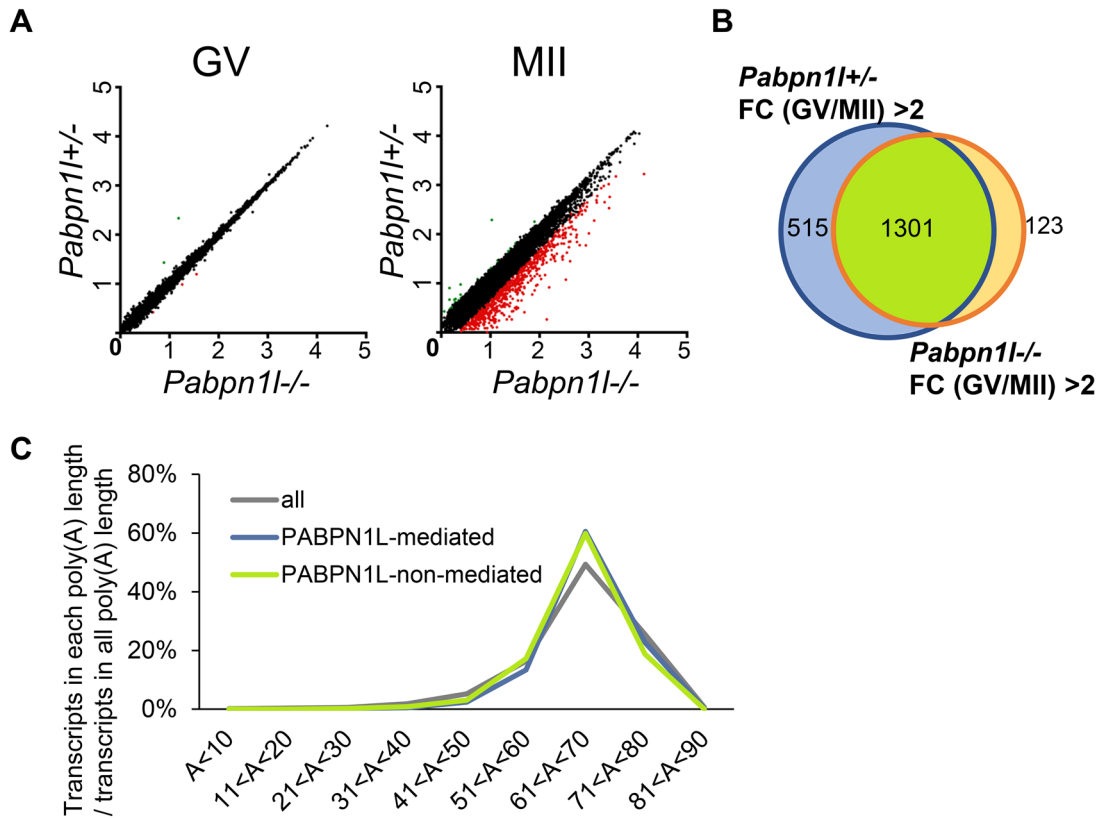 A
GV
Pabpn1l+/-
5
4
3
2
1
0
1
2
3
4
5
Pabpn1l-/-
MII
Pabpn1l+/-
5
4
3
2
1
0
1
2
3
4
5
Pabpn1l-/-
B
Pabpn1l+/-
FC (GV/MII) >2
515
1301
123
Pabpn1l-/-
FC (GV/MII) >2
C
Transcripts in each poly(A) length
/ transcripts in all poly(A) length
80%
60%
40%
20%
0%
all
PABPN1L-mediated
PABPN1L-non-mediated
A<10
11<A<20
21<A<30
31<A<40
41<A<50
51<A<60
61<A<70
71<A<80
81<A<90